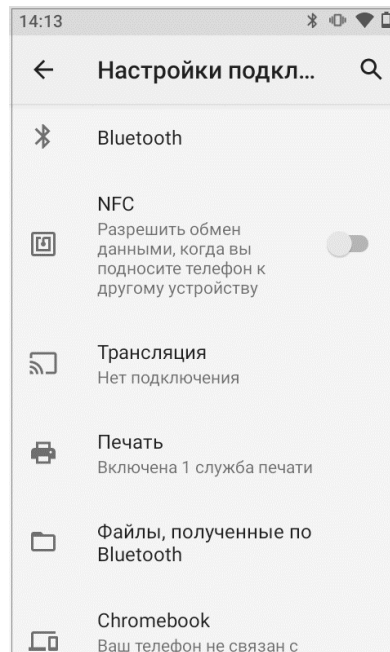 14:13
Настройки подкл...
Bluetooth
NFC
Разрешить обмен
данными, когда вы
подносите телефон к
другому устройству
Трансляция
Нет подключения
Печать
Включена 1 служба печати
Файлы, полученные по
Bluetooth
Chromebook
Ваш телефон не связан с